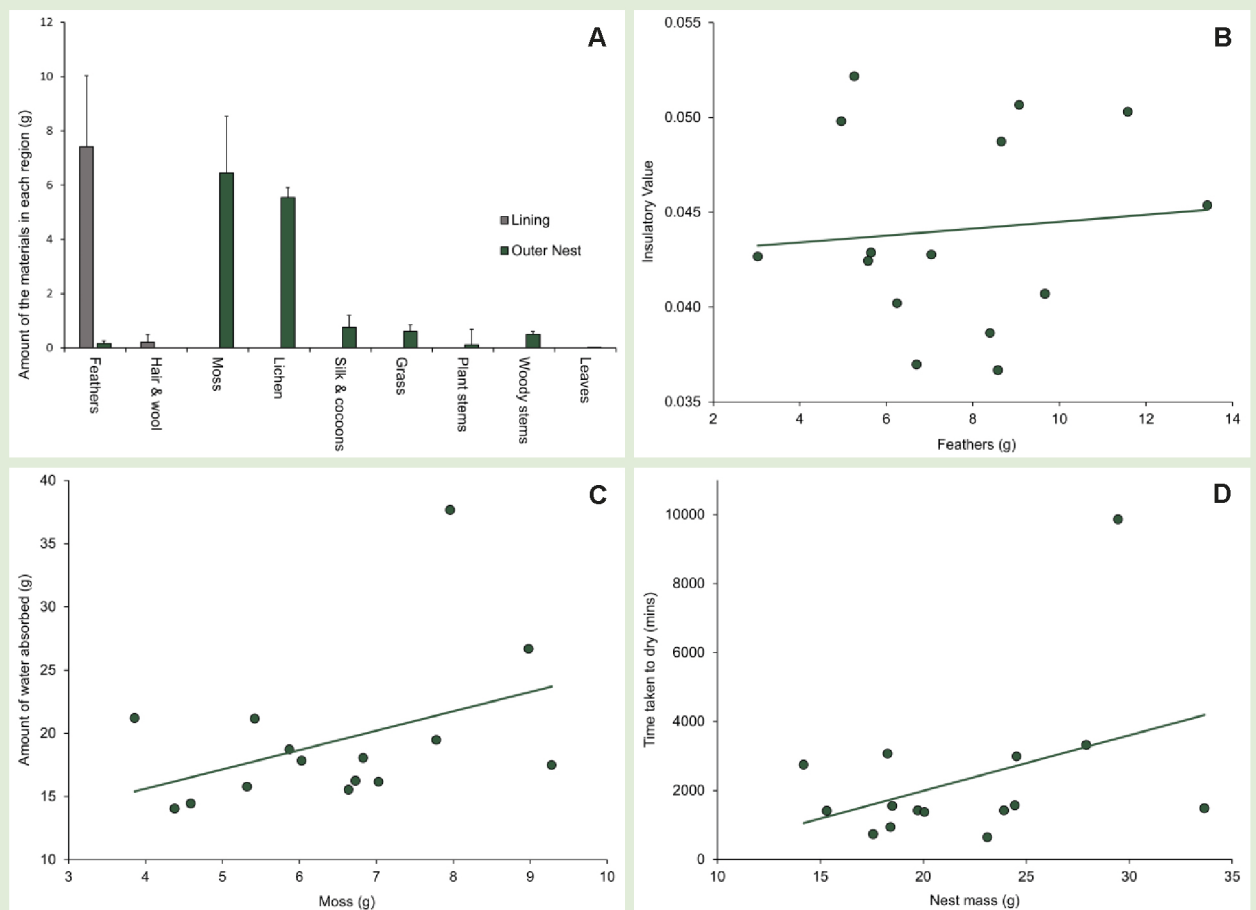 A
12
10
8
6
4
2
0
Amount of the materials in each region (g)
Lining
Outer Nest
Feathers
Hair & wool
Moss
Lichen
Silk & cocoons
Grass
Plant stems
Woody stems
Leaves
B
0.055
0.050
0.045
0.040
0.035
Insulatory Value
2 4 6 8 10 12 14
Feathers (g)
C
40
35
30
25
20
15
10
Amount of water absorbed (g)
3 4 5 6 7 8 9 10
Moss (g)
D
10000
8000
6000
4000
2000
0
Time taken to dry (mins)
10 15 20 25 30 35
Nest mass (g)